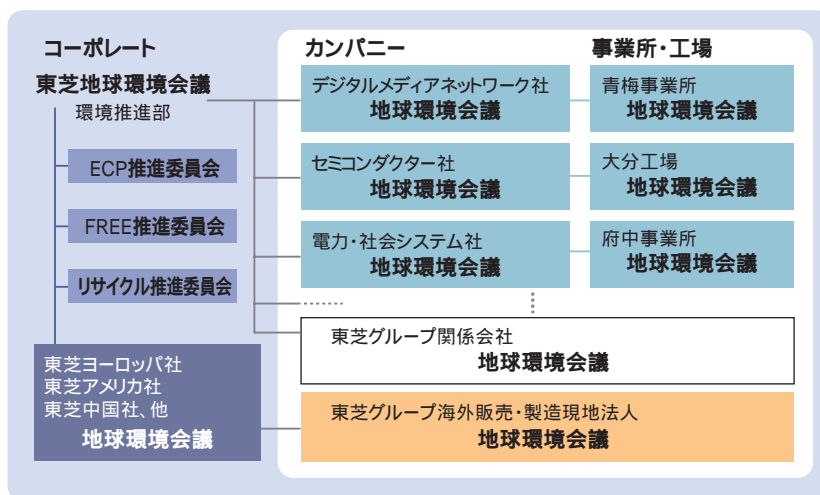 コーポレート
東芝地球環境会議
環境推進部
ECP推進委員会
FREE推進委員会
リサイクル推進委員会
東芝ヨーロッパ社
東芝アメリカ社
東芝中国社、他
地球環境会議
カンパニー
事業所・工場
デジタルメディアネットワーク社
地球環境会議
青梅事業所
地球環境会議
セミコンダクター社
地球環境会議
大分工場
地球環境会議
電力・社会システム社
地球環境会議
府中事業所
地球環境会議
東芝グループ関係会社
地球環境会議
東芝グループ海外販売・製造現地法人
地球環境会議